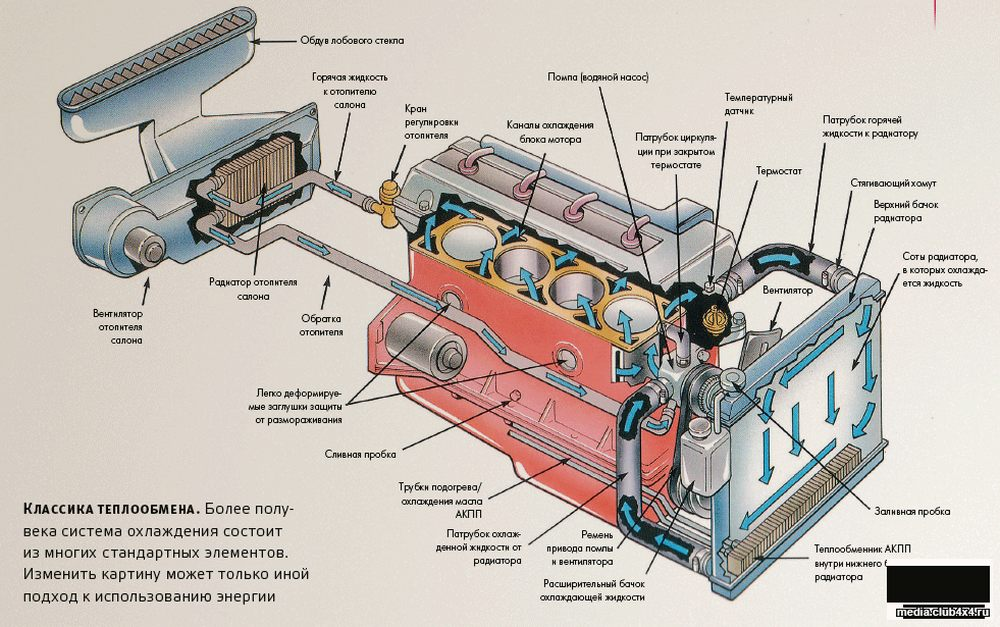 Обдув лобового стекла
Горячая жидкость
к отопителю
салона
Кран
регулировки
отопителя
Каналы охлаждения
блока мотора
Помпа (водяной насос)
Патрубок циркуля-
ции при закрытом
термостате
Температурный
датчик
Термостат
Патрубок горячей
жидкости к радиатору
Стягивающий хомут
Верхний бачок
радиатора
Соты радиатора,
в которых охлажда-
ется жидкость
Вентилятор
Радиатор отопителя
салона
Вентилятор
отопителя
салона
Обратка
отопителя
Легко деформируе-
мые заглушки защиты
от размораживания
Сливная пробка
Трубки подогрева/
охлаждения масла
АКПП
Патрубок охлаж-
денной жидкости от
радиатора
Ремень
привода помпы
и вентилятора
Расширительный бачок
охлаждающей жидкости
Заливная пробка
Теплообменник АКПП
внутри нижнего
радиатора
Классика теплообмена. Более полу-
века система охлаждения состоит
из многих стандартных элементов.
Изменить картину может только иной
подход к использованию энергии
media.club4x4.ru